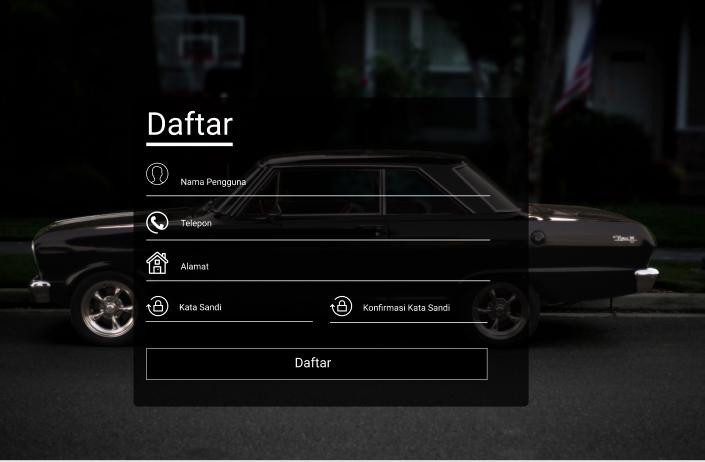 Daftar
Nama Pengguna
Telepon
Alamat
Kata Sandi Konfirmasi Kata Sandi
Daftar